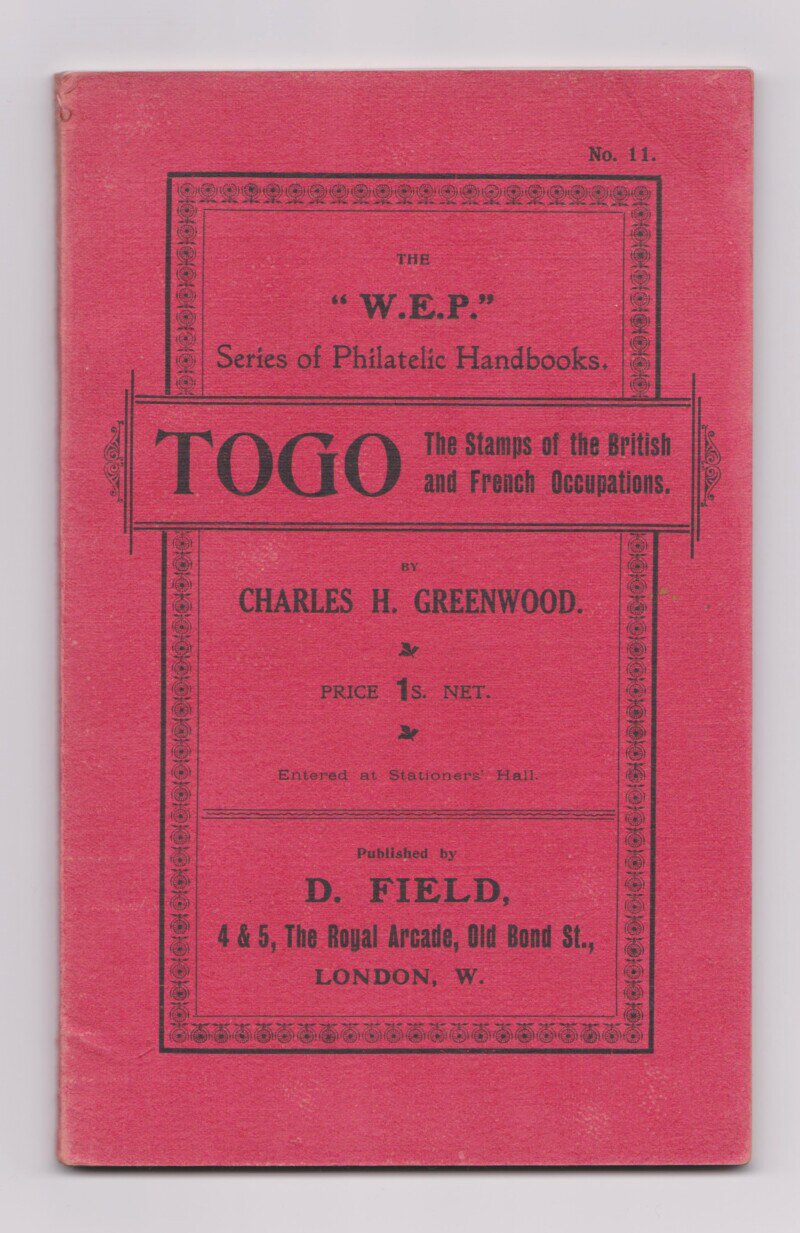 No. 11.
THE
“ W.E.P.”
Series of Philatelic Handbooks.
TOGO
The Stamps of the British
and French Occupations.
BY
CHARLES H. GREENWOOD.
PRICE 1S. NET.
Entered at Stationers' Hall.
Published by
D. FIELD,
4 & 5, The Royal Arcade, Old Bond St.,
LONDON, W.